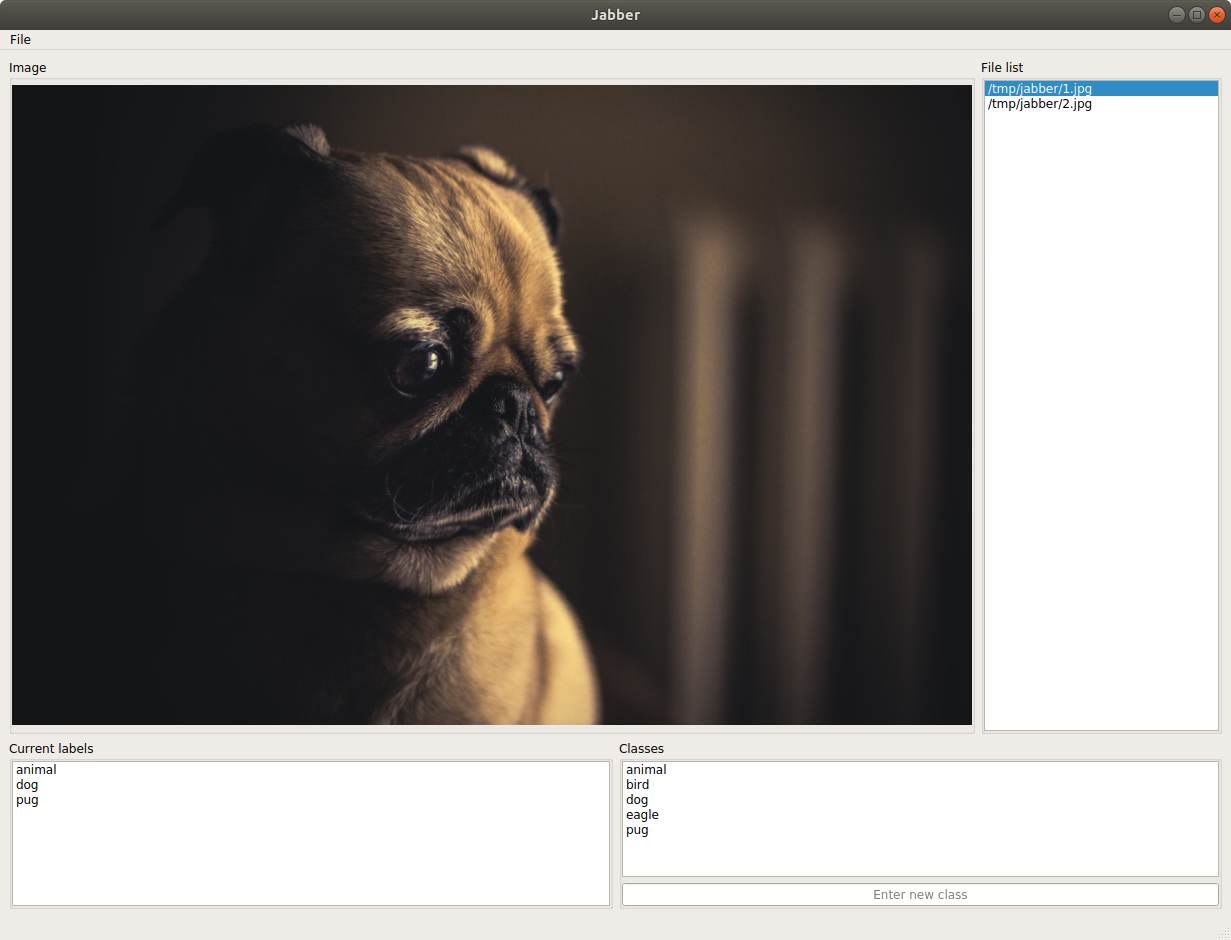 Jabber
File
Image
File list
/tmp/jabber/1.jpg
/tmp/jabber/2.jpg
Current labels
animal
dog
pug
Classes
animal
bird
dog
eagle
pug
Enter new class